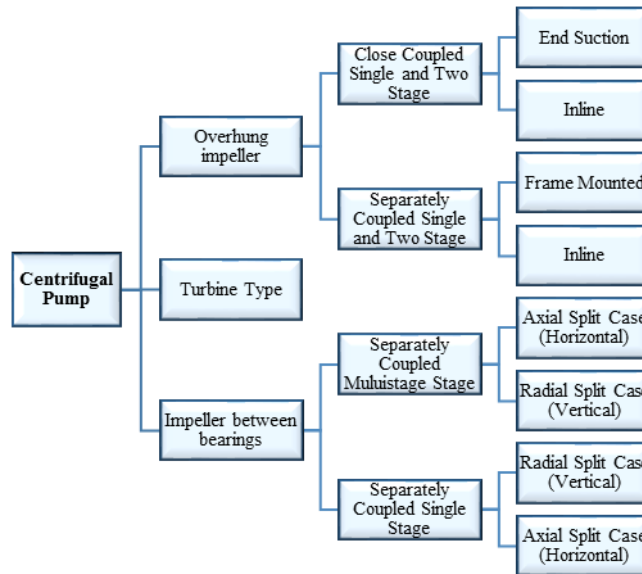 End Suction
Close Coupled
Single and Two
Stage
Inline
Overhung
impeller
Frame Mounted
Separately
Coupled Single
and Two Stage
Inline
Centrifugal
Pump
Turbine Type
Axial Split Case
(Horizontal)
Separately
Coupled
Muluistage Stage
Radial Split Case
(Vertical)
Impeller between
bearings
Radial Split Case
(Vertical)
Separately
Coupled Single
Stage
Axial Split Case
(Horizontal)